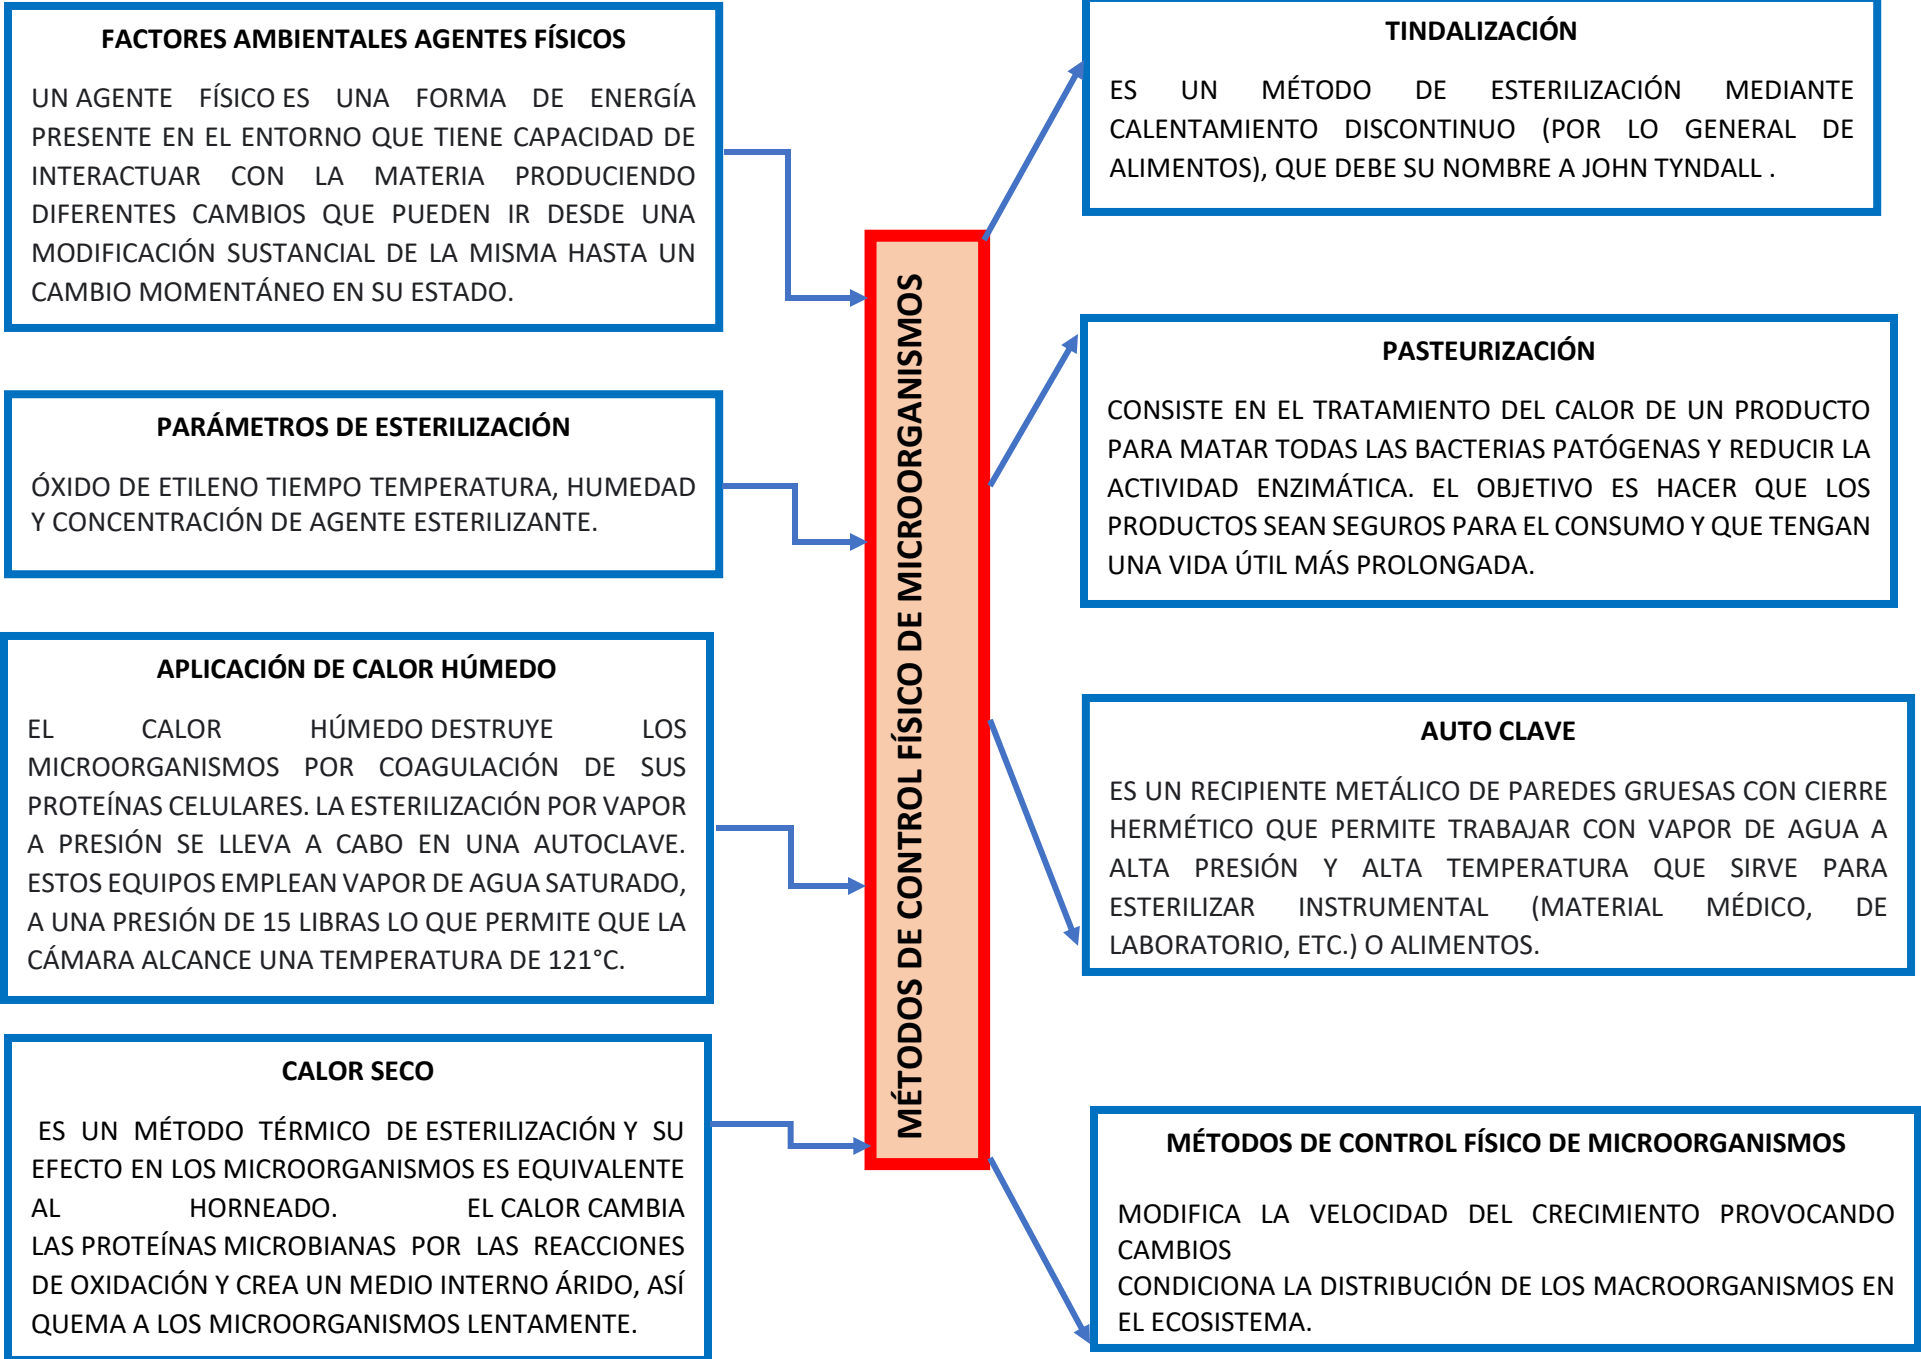 FACTORES AMBIENTALES AGENTES FÍSICOS
UN AGENTE FÍSICO ES UNA FORMA DE ENERGÍA
PRESENTE EN EL ENTORNO QUE TIENE CAPACIDAD DE
INTERACTUAR CON LA MATERIA PRODUCIENDO
DIFERENTES CAMBIOS QUE PUEDEN IR DESDE UNA
MODIFICACIÓN SUSTANCIAL DE LA MISMA HASTA UN
CAMBIO MOMENTÁNEO EN SU ESTADO.
PARÁMETROS DE ESTERILIZACIÓN
ÓXIDO DE ETILENO TIEMPO TEMPERATURA, HUMEDAD
Y CONCENTRACIÓN DE AGENTE ESTERILIZANTE.
APLICACIÓN DE CALOR HÚMEDO
EL CALOR HÚMEDO DESTRUYE LOS
MICROORGANISMOS POR COAGULACIÓN DE SUS
PROTEÍNAS CELULARES. LA ESTERILIZACIÓN POR VAPOR
A PRESIÓN SE LLEVA A CABO EN UNA AUTOCLAVE.
ESTOS EQUIPOS EMPLEAN VAPOR DE AGUA SATURADO,
A UNA PRESIÓN DE 15 LIBRAS LO QUE PERMITE QUE LA
CÁMARA ALCANCE UNA TEMPERATURA DE 121°C.
CALOR SECO
ES UN MÉTODO TÉRMICO DE ESTERILIZACIÓN Y SU
EFECTO EN LOS MICROORGANISMOS ES EQUIVALENTE
AL HORNEADO. EL CALOR CAMBIA
LAS PROTEÍNAS MICROBIANAS POR LAS REACCIONES
DE OXIDACIÓN Y CREA UN MEDIO INTERNO ÁRIDO, ASÍ
QUEMA A LOS MICROORGANISMOS LENTAMENTE.
MÉTODOS DE CONTROL FÍSICO DE MICROORGANISMOS
TINDALIZACIÓN
ES UN MÉTODO DE ESTERILIZACIÓN MEDIANTE
CALENTAMIENTO DISCONTINUO (POR LO GENERAL DE
ALIMENTOS), QUE DEBE SU NOMBRE A JOHN TYNDALL .
PASTEURIZACIÓN
CONSISTE EN EL TRATAMIENTO DEL CALOR DE UN PRODUCTO
PARA MATAR TODAS LAS BACTERIAS PATÓGENAS Y REDUCIR LA
ACTIVIDAD ENZIMÁTICA. EL OBJETIVO ES HACER QUE LOS
PRODUCTOS SEAN SEGUROS PARA EL CONSUMO Y QUE TENGAN
UNA VIDA ÚTIL MÁS PROLONGADA.
AUTO CLAVE
ES UN RECIPIENTE METÁLICO DE PAREDES GRUESAS CON CIERRE
HERMÉTICO QUE PERMITE TRABAJAR CON VAPOR DE AGUA A
ALTA PRESIÓN Y ALTA TEMPERATURA QUE SIRVE PARA
ESTERILIZAR INSTRUMENTAL (MATERIAL MÉDICO, DE
LABORATORIO, ETC.) O ALIMENTOS.
MÉTODOS DE CONTROL FÍSICO DE MICROORGANISMOS
MODIFICA LA VELOCIDAD DEL CRECIMIENTO PROVOCANDO
CAMBIOS
CONDICIONA LA DISTRIBUCIÓN DE LOS MACROORGANISMOS EN
EL ECOSISTEMA.